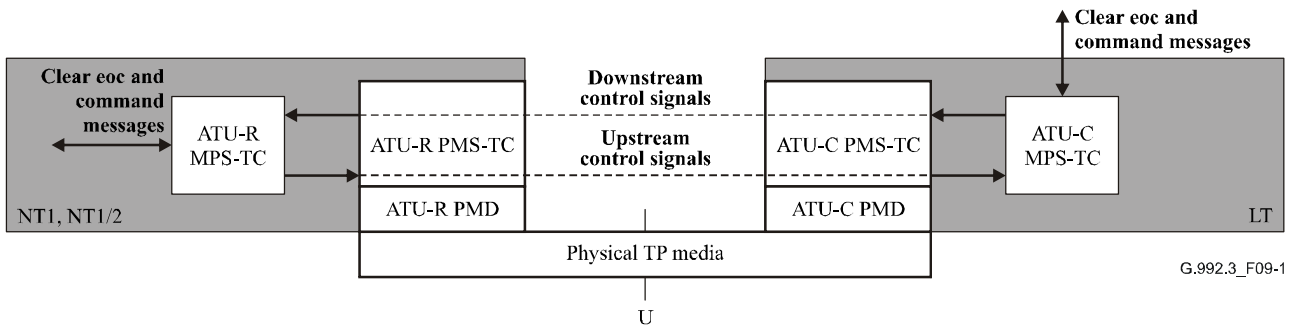 Clear eoc and
command messages
Clear eoc and
command
messages
Downstream
control signals
ATU-R
MPS-TC
ATU-R PMS-TC
Upstream
control signals
ATU-C PMS-TC
ATU-C
MPS-TC
NT1, NT1/2
ATU-R PMD
ATU-C PMD
LT
Physical TP media
G.992.3_F09-1
U